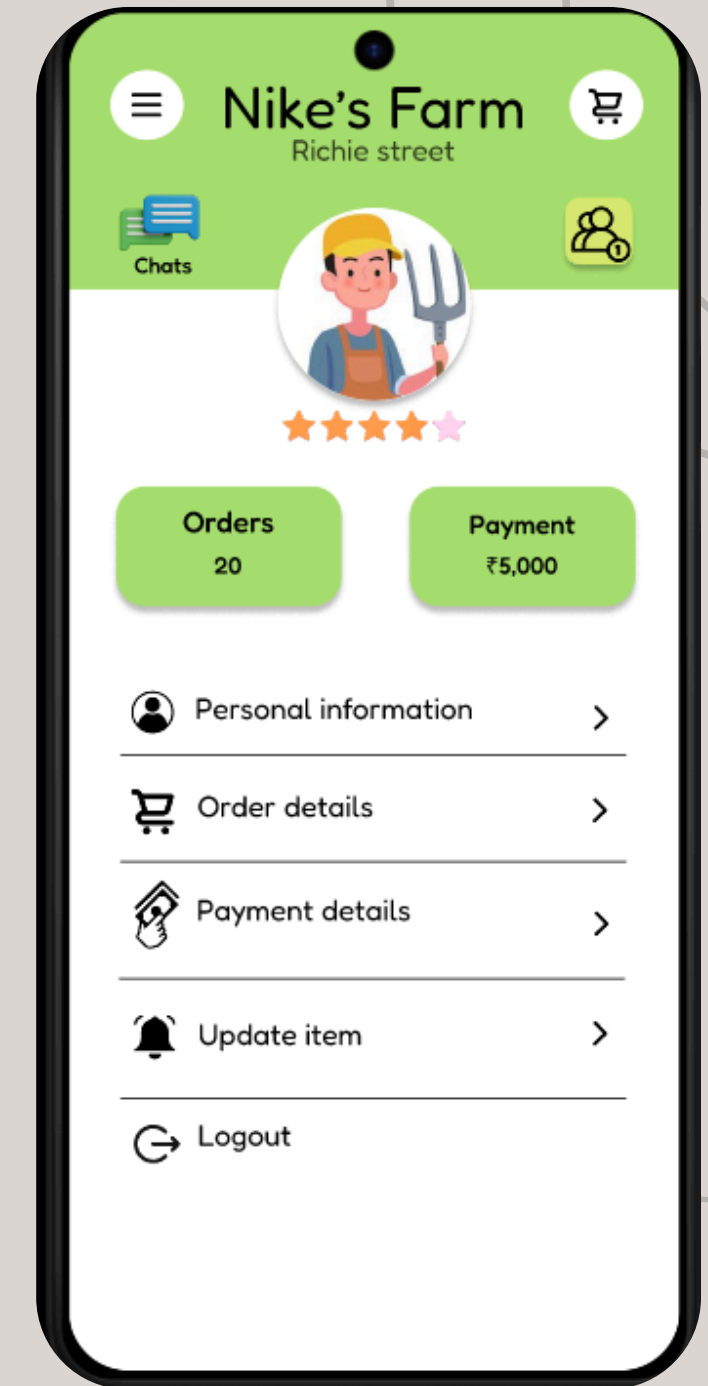 Nike's Farm
Richie street
Chats
1
Orders
20
Payment
₹5,000
Personal information
Order details
Payment details
Update item
Logout